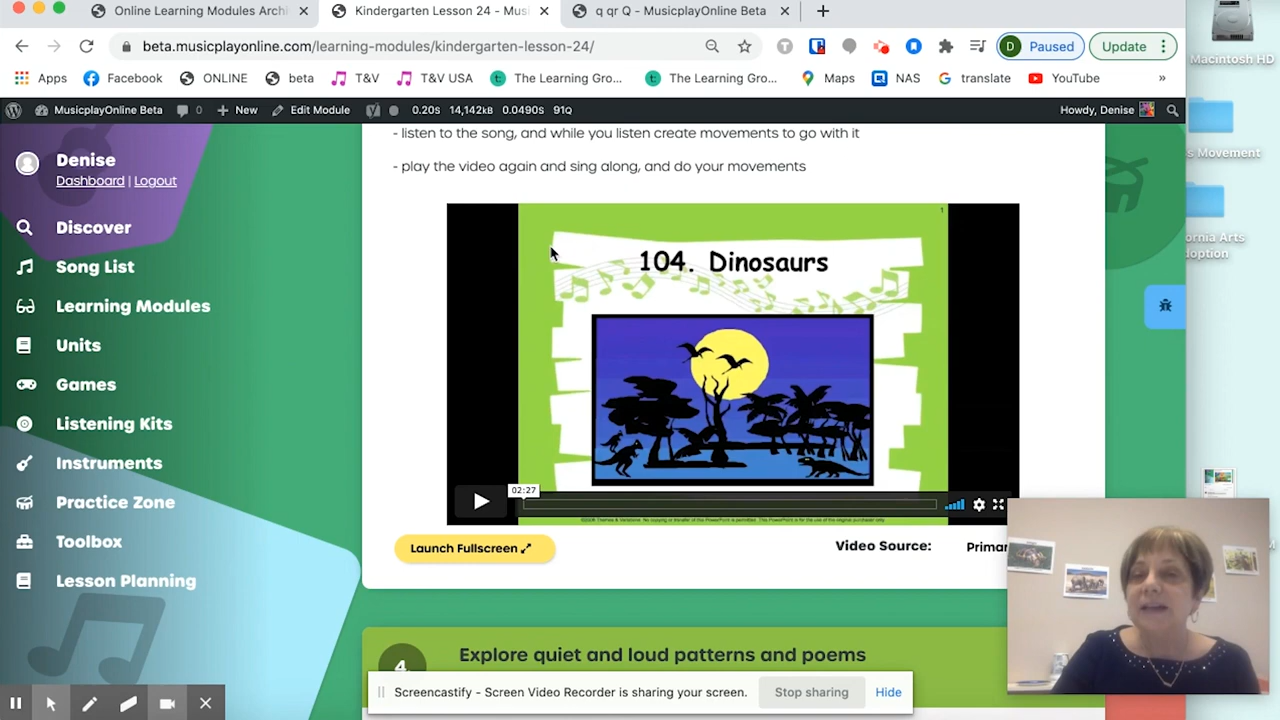 Online Learning Modules Archi
Kindergarten Lesson 24 - Musi
q qr Q - MusicplayOnline Beta
Macintosh HD
beta.musicplayonline.com/learning-modules/kindergarten-lesson-24/
D Paused
Update
Apps
Facebook
ONLINE
beta
T&V
T&V USA
The Learning Gro...
The Learning Gro...
Maps
NAS
translate
YouTube
»
MusicplayOnline Beta
0
New
Edit Module
0.20s
14,142kB
0.0490s
91Q
Howdy, Denise
- listen to the song, and while you listen create movements to go with it
s Movement
Denise
Dashboard | Logout
- play the video again and sing along, and do your movements
Discover
Song List
Learning Modules
Units
Games
Listening Kits
Instruments
Practice Zone
Toolbox
Lesson Planning
1
104. Dinosaurs
ornia Arts
doption
02:27
Launch Fullscreen
Video Source:
Primar
4
Explore quiet and loud patterns and poems
Screencastify - Screen Video Recorder is sharing your screen.
Stop sharing
Hide